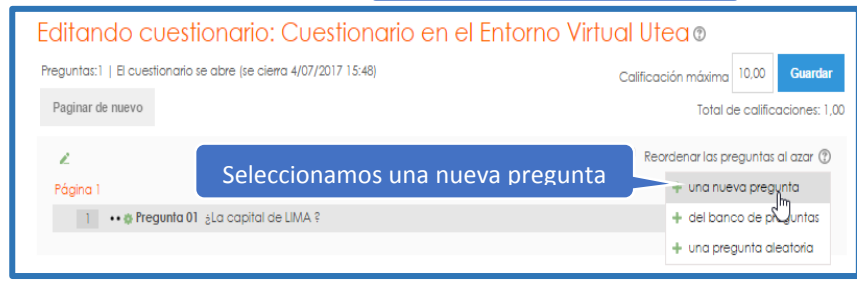 Editando cuestionario: Cuestionario en el Entorno Virtual Utea
Preguntas:1 | El cuestionario se abre (se cierra 4/07/2017 15:48)
Calificación máxima 10,00 Guardar
Paginar de nuevo
Total de calificaciones: 1,00
Reordenar las preguntas al azar
Seleccionamos una nueva pregunta
Página 1
+ una nueva pregunta
1 Pregunta 01 ¿La capital de LIMA ?
+ del banco de preguntas
+ una pregunta aleatoria